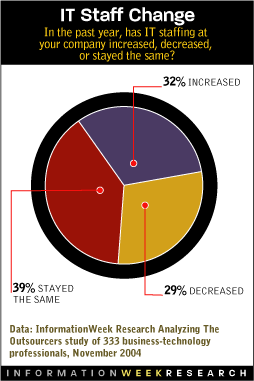 IT Staff Change
In the past year, has IT staffing at
your company increased, decreased,
or stayed the same?
32% INCREASED
39% STAYED
THE SAME
29% DECREASED
Data: InformationWeek Research Analyzing The
Outsourcers study of 333 business-technology
professionals, November 2004
INFORMATIONWEEKRESEARCH